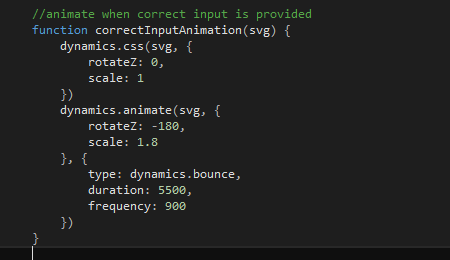 //animate when correct input is provided
function correctInputAnimation(svg) {
    dynamics.css(svg, {
        rotateZ: 0,
        scale: 1
    })
    dynamics.animate(svg, {
        rotateZ: -180,
        scale: 1.8
    }, {
        type: dynamics.bounce,
        duration: 5500,
        frequency: 900
    })
}